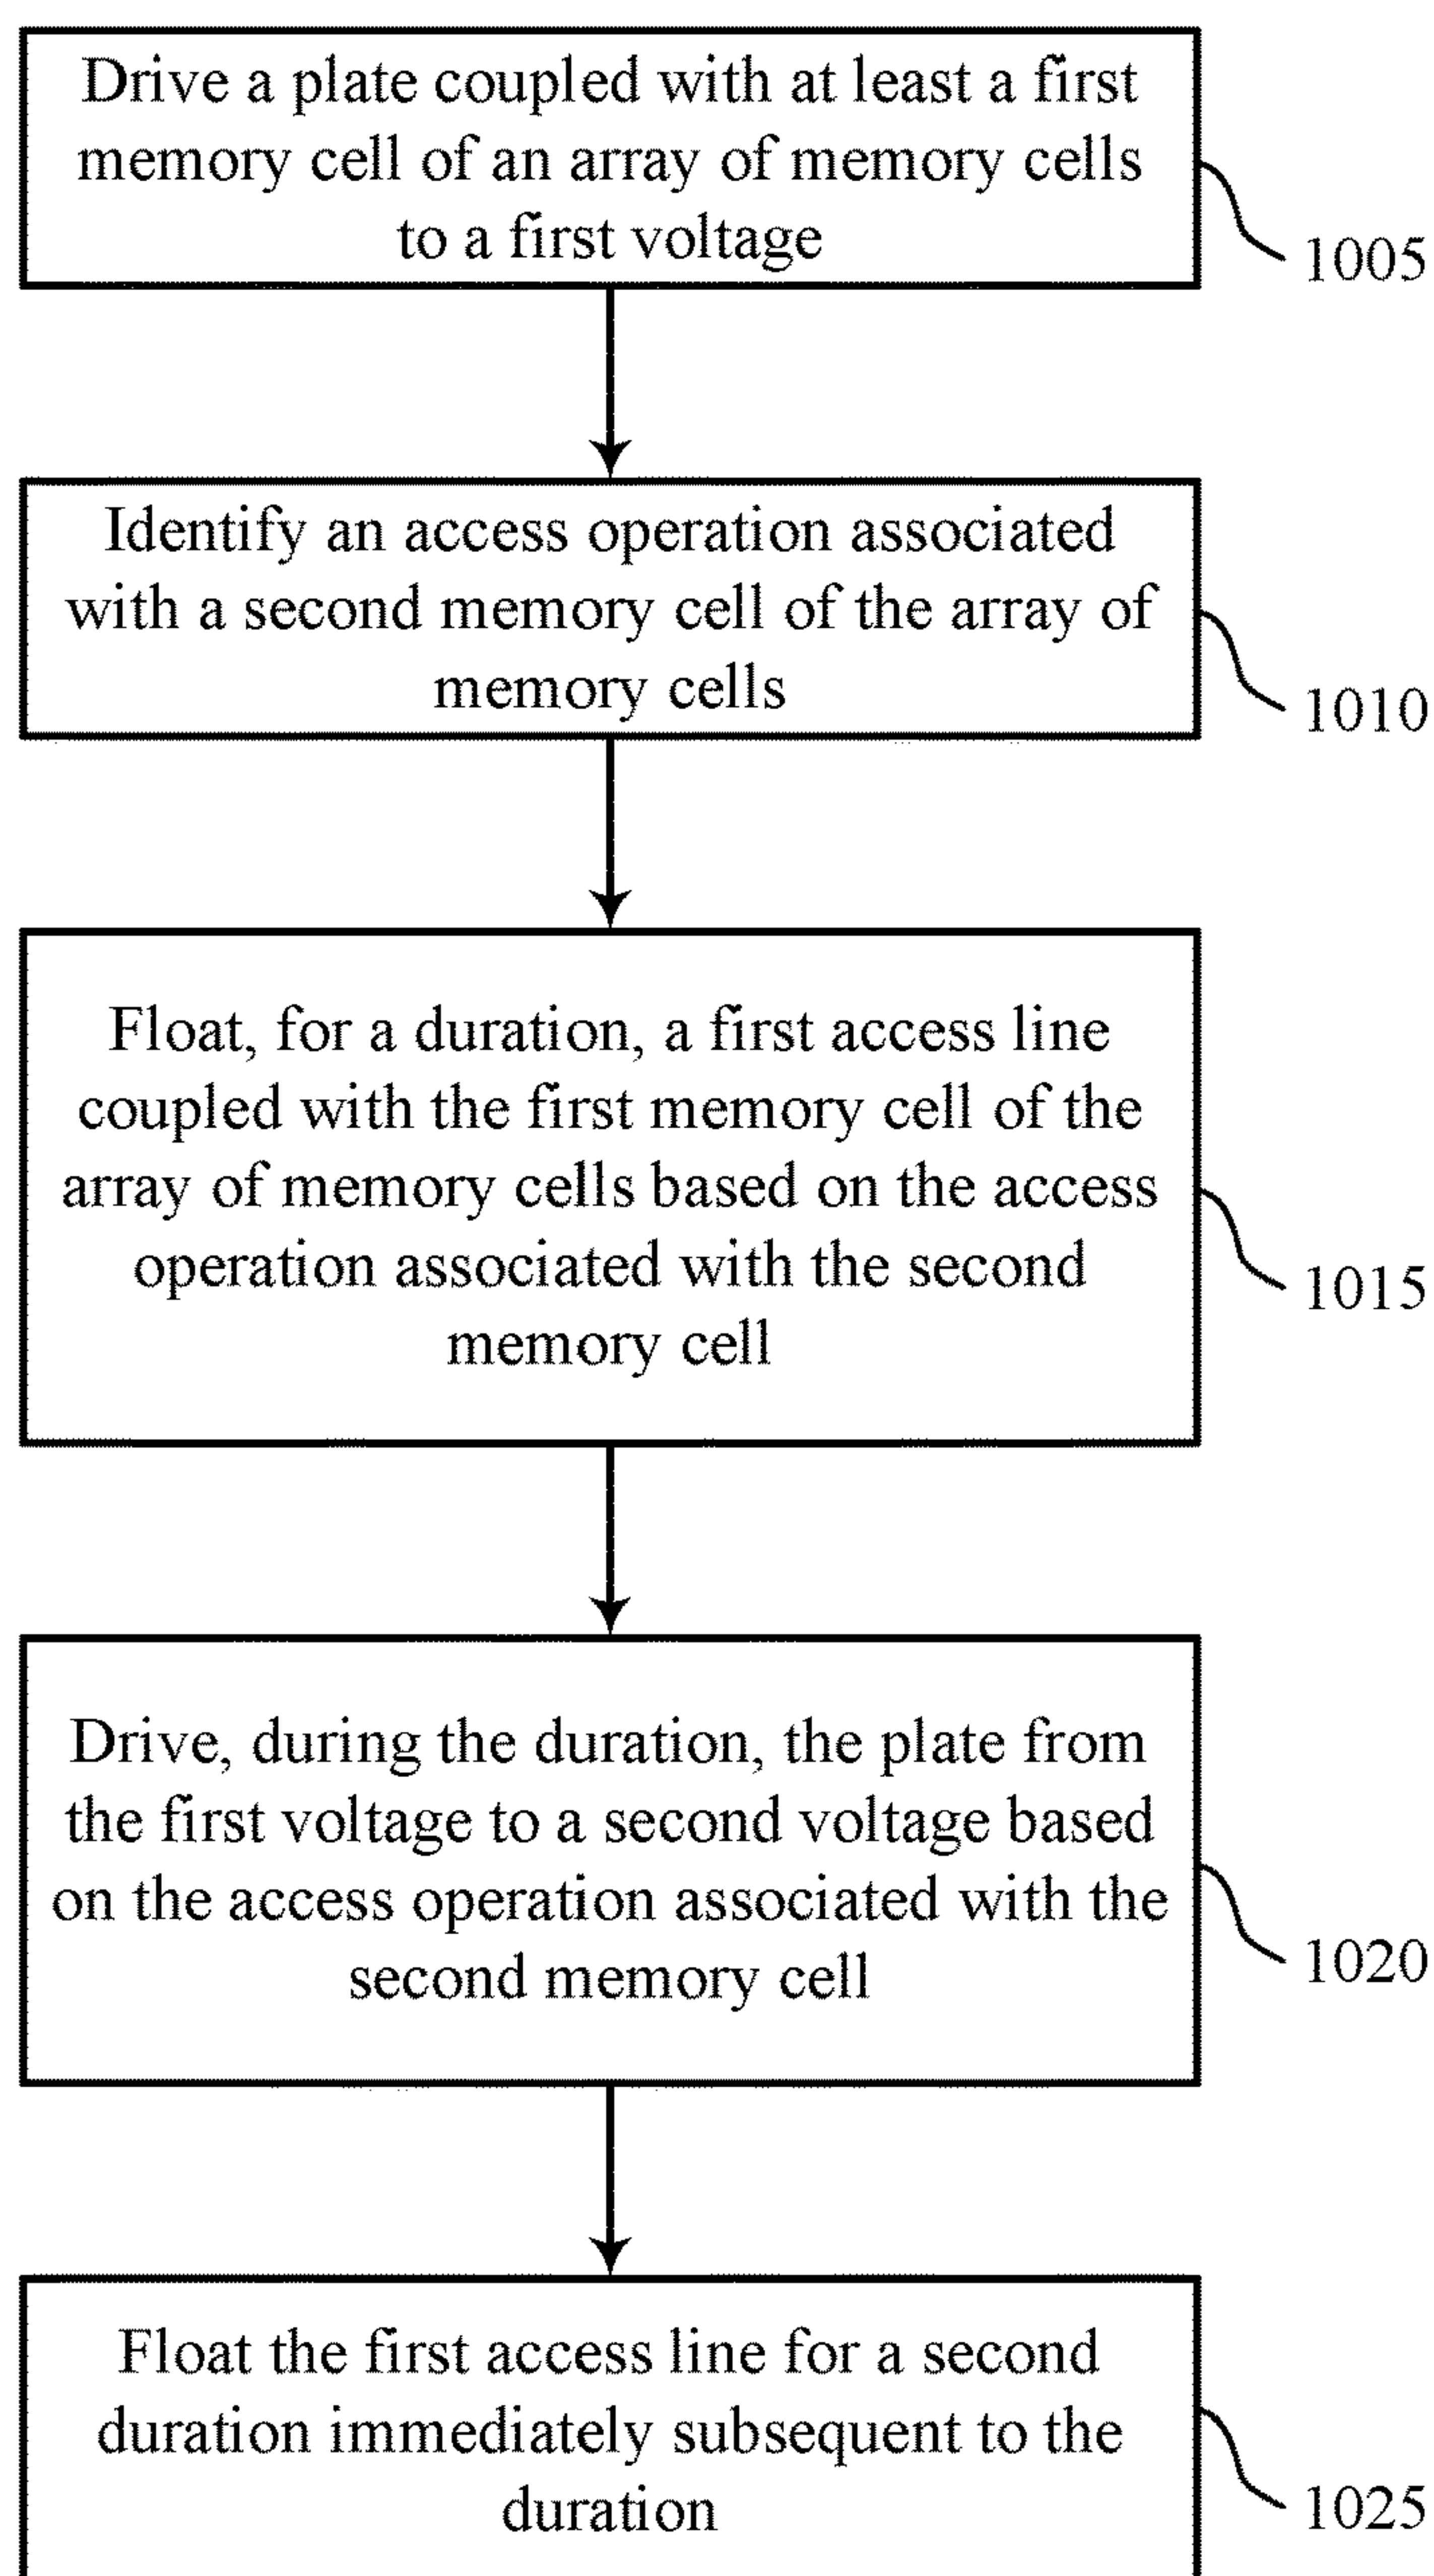 Drive a plate coupled with at least a first
memory cell of an array of memory cells
to a first voltage
1005
Identify an access operation associated
with a second memory cell of the array of
memory cells
1010
Float, for a duration, a first access line
coupled with the first memory cell of the
array of memory cells based on the access
operation associated with the second
memory cell
1015
Drive, during the duration, the plate from
the first voltage to a second voltage based
on the access operation associated with the
second memory cell
1020
Float the first access line for a second
duration immediately subsequent to the
duration
1025